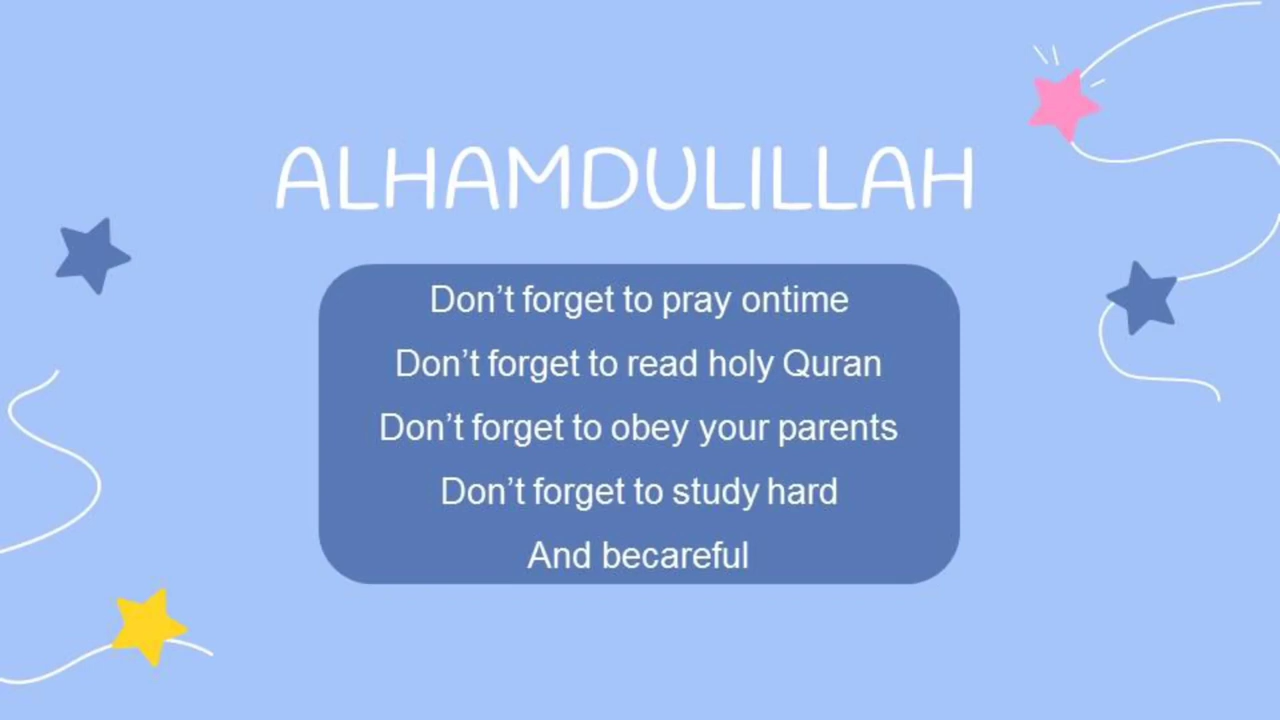 ALHAMDULILLAH
Don’t forget to pray ontime
Don’t forget to read holy Quran
Don’t forget to obey your parents
Don’t forget to study hard
And becareful